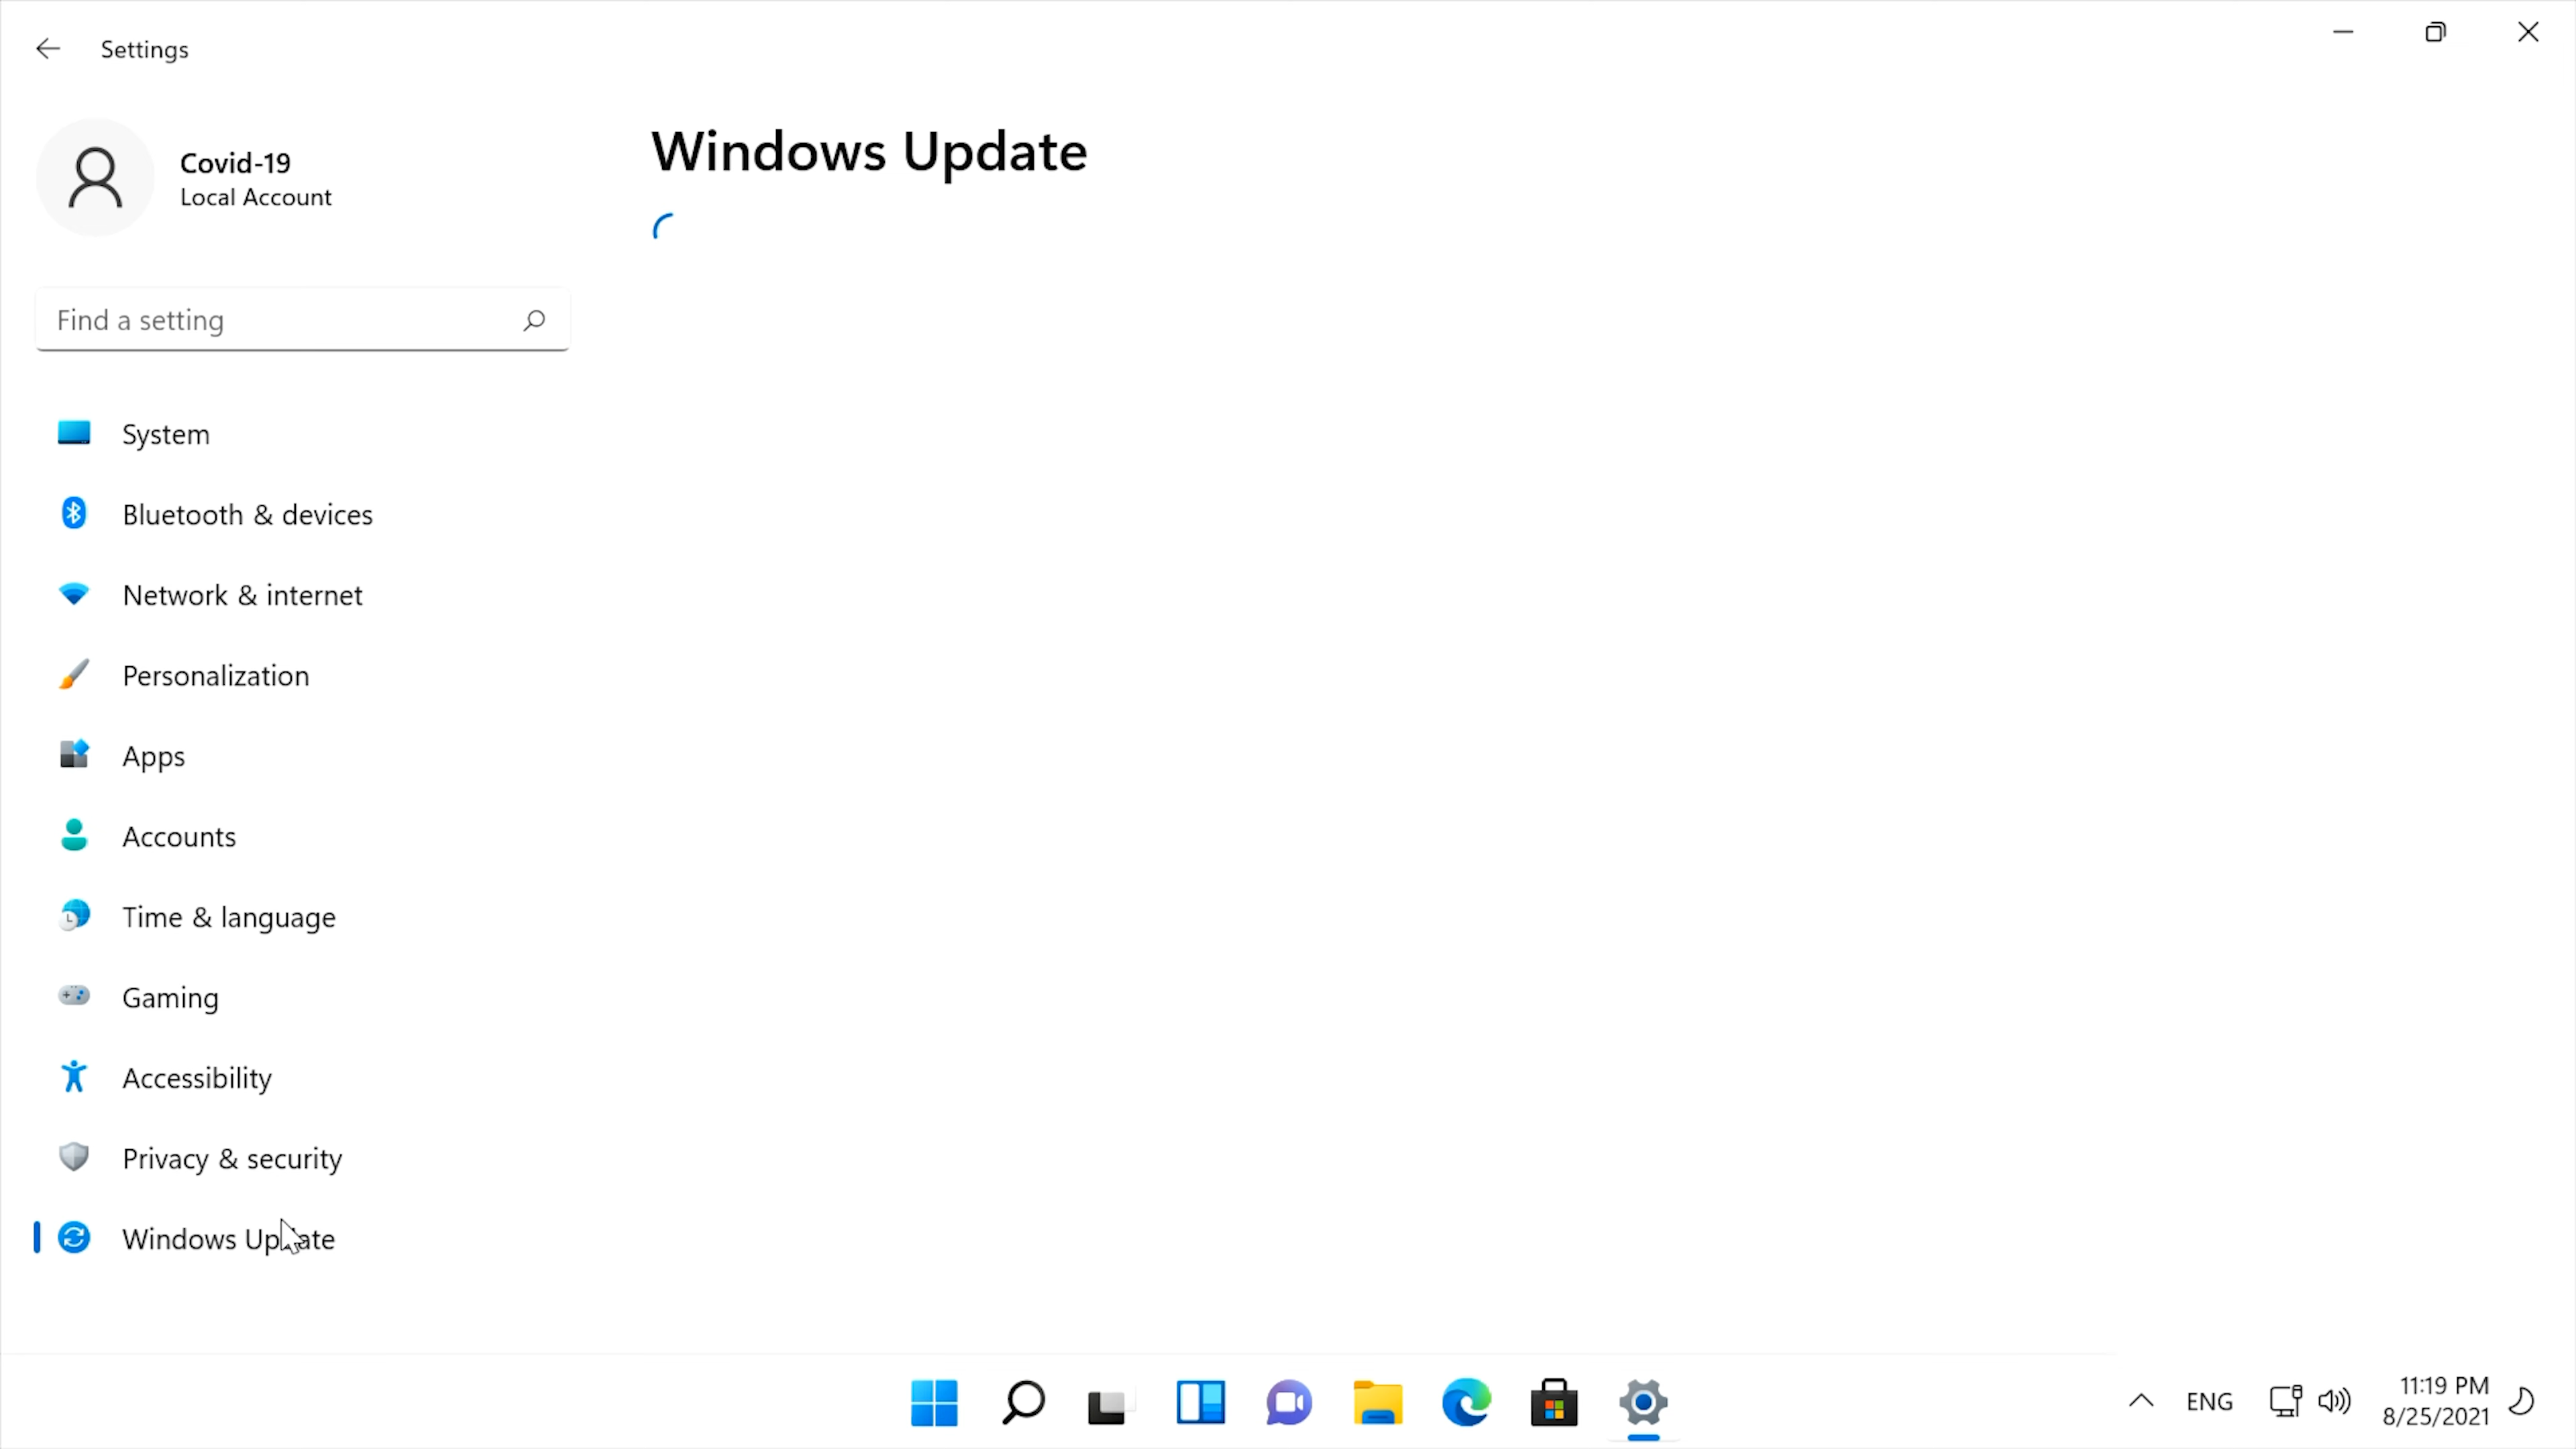 Settings
Covid-19
Local Account
Find a setting
System
Bluetooth & devices
Network & internet
Personalization
Apps
Accounts
Time & language
Gaming
Accessibility
Privacy & security
Windows Update
Windows Update
ENG
11:19 PM
8/25/2021